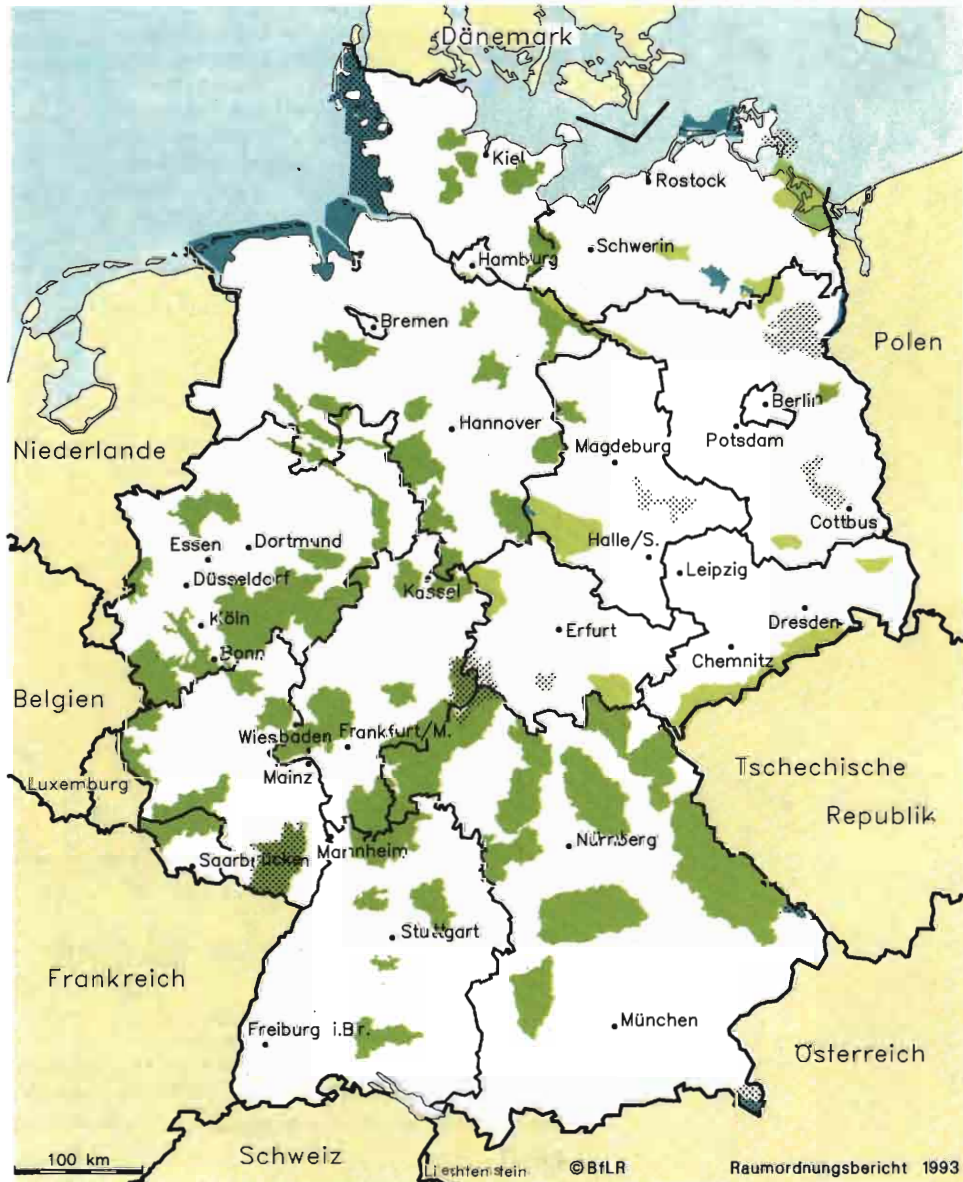 Dänemark
Kiel
Rostock
Schwerin
Hamburg
Bremen
Polen
Berlin
Niederlande
Hannover
Potsdam
Magdeburg
Cottbus
Essen
Dortmund
Halle/S.
Düsseldorf
Leipzig
Kassel
Köln
Erfurt
Dresden
Bonn
Chemnitz
Belgien
Wiesbaden
Frankfurt/M.
Mainz
Luxemburg
Tschechische
Republik
Mannheim
Nürnberg
Saarbrücken
Stuttgart
Frankreich
Freiburg i.Br.
München
Österreich
Schweiz
100 km
Liechtenstein
©BfLR
Raumordnungsbericht 1993